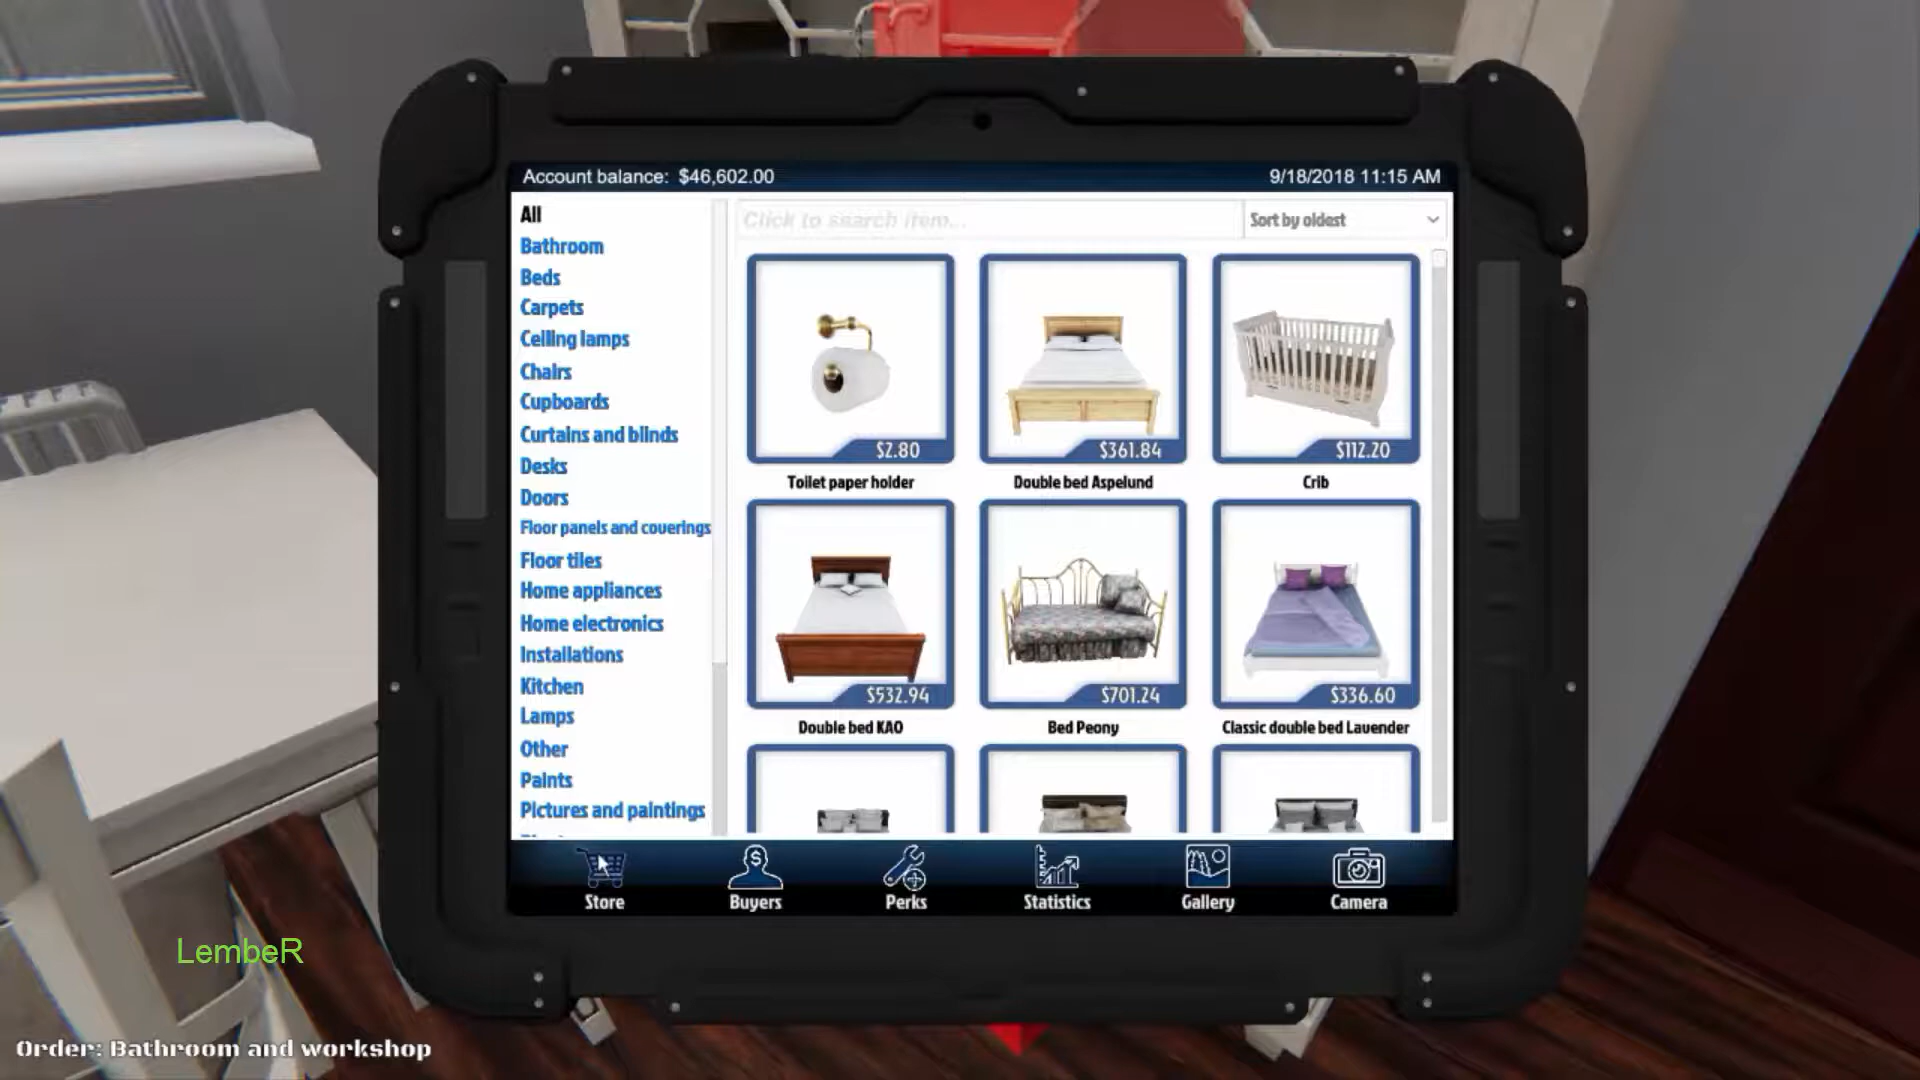 Account balance: $46,602.00
9/18/2018 11:15 AM
All
Bathroom
Beds
Carpets
Ceiling lamps
Chairs
Cupboards
Curtains and blinds
Desks
Doors
Floor panels and coverings
Floor tiles
Home appliances
Home electronics
Installations
Kitchen
Lamps
Other
Paints
Pictures and paintings
Click to search item...
Sort by oldest
$2.80
$361.84
$112.20
Toilet paper holder
Double bed Aspelund
Crib
$532.94
$701.24
$336.60
Double bed KAO
Bed Peony
Classic double bed Lavender
Store
Buyers
Perks
Statistics
Gallery
Camera
LembeR
Order: Bathroom and workshop